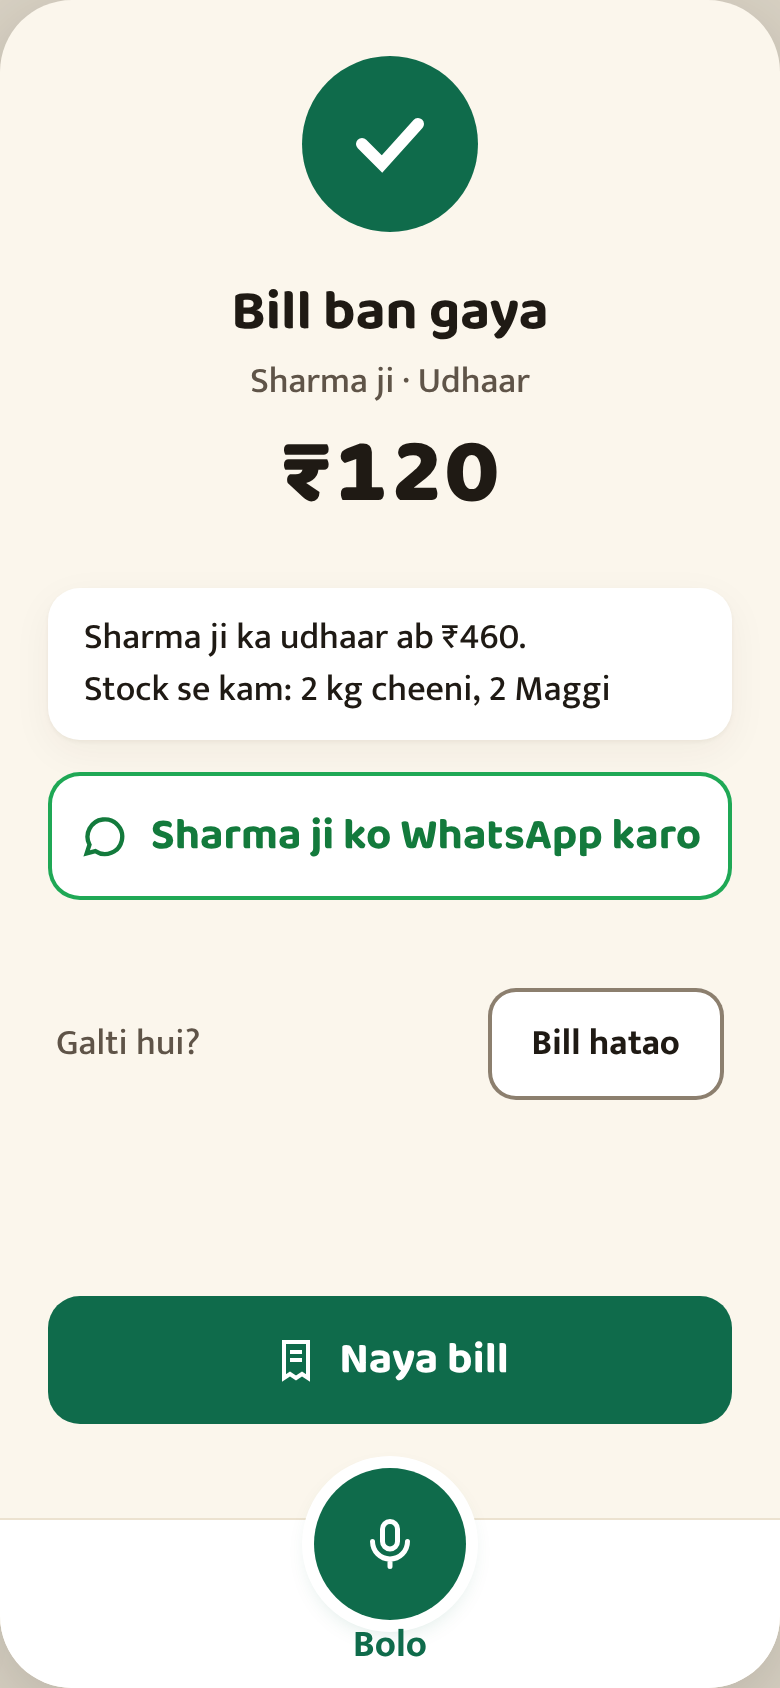 Bill ban gaya
Sharma ji · Udhaar
₹120
Sharma ji ka udhaar ab ₹460.
Stock se kam: 2 kg cheeni, 2 Maggi
Sharma ji ko WhatsApp karo
Galti hui?
Bill hatao
Naya bill
Bolo